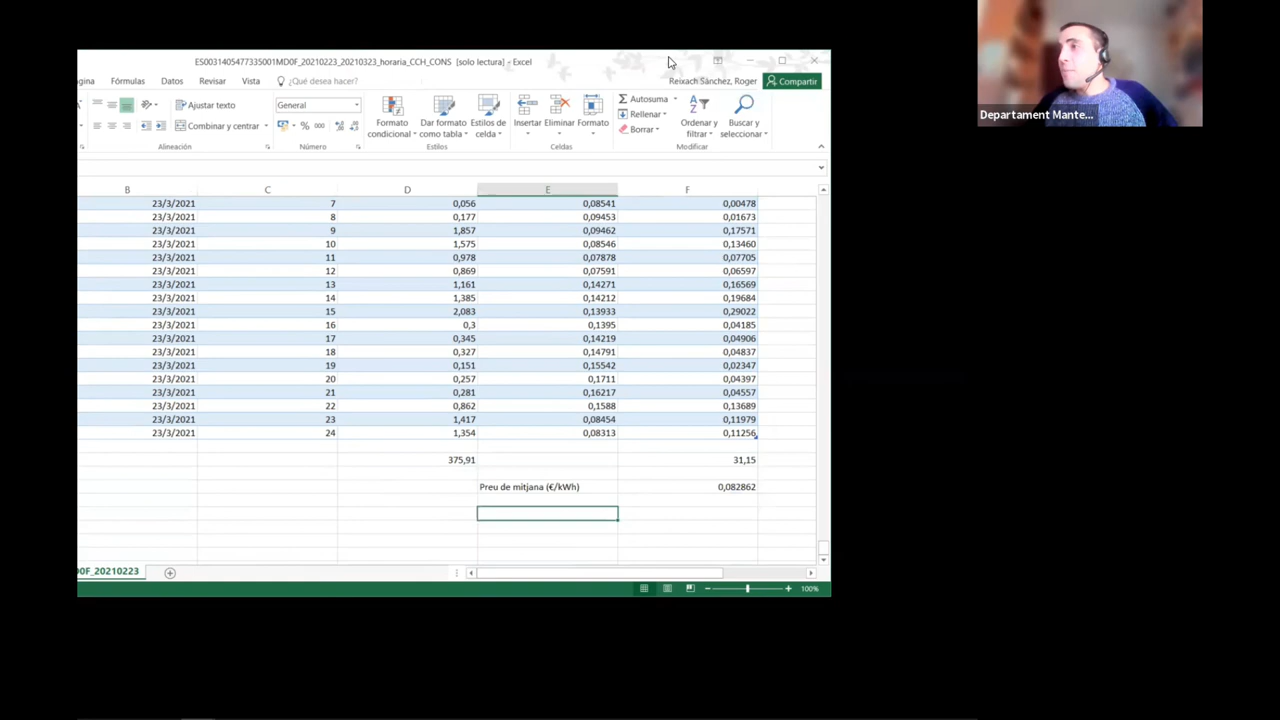 ES0031405477335001MD0F_20210223_20210323_horaria_CCH_CONS [solo lectura] - Excel
Fórmulas Datos Revisar Vista ¿Qué desea hacer? Reixach Sànchez, Roger Compartir
Ajustar texto General Autosuma
Combinar y centrar % 000 Formato condicional Dar formato como tabla Estilos de celda Insertar Eliminar Formato Rellenar Borrar Ordenar y filtrar Buscar y seleccionar
Alineación Número Estilos Celdas Modificar
B C D E F
23/3/2021 7 0,056 0,08541 0,00478
23/3/2021 8 0,177 0,09453 0,01673
23/3/2021 9 1,857 0,09462 0,17571
23/3/2021 10 1,575 0,08546 0,13460
23/3/2021 11 0,978 0,07878 0,07705
23/3/2021 12 0,869 0,07591 0,06597
23/3/2021 13 1,161 0,14271 0,16569
23/3/2021 14 1,385 0,14212 0,19684
23/3/2021 15 2,083 0,13933 0,29022
23/3/2021 16 0,3 0,1395 0,04185
23/3/2021 17 0,345 0,14219 0,04906
23/3/2021 18 0,327 0,14791 0,04837
23/3/2021 19 0,151 0,15542 0,02347
23/3/2021 20 0,257 0,1711 0,04397
23/3/2021 21 0,281 0,16217 0,04557
23/3/2021 22 0,862 0,1588 0,13689
23/3/2021 23 1,417 0,08454 0,11979
23/3/2021 24 1,354 0,08313 0,11256
375,91 31,15
Preu de mitjana (€/kWh) 0,082862
D0F_20210223
100%
Departament Mante...